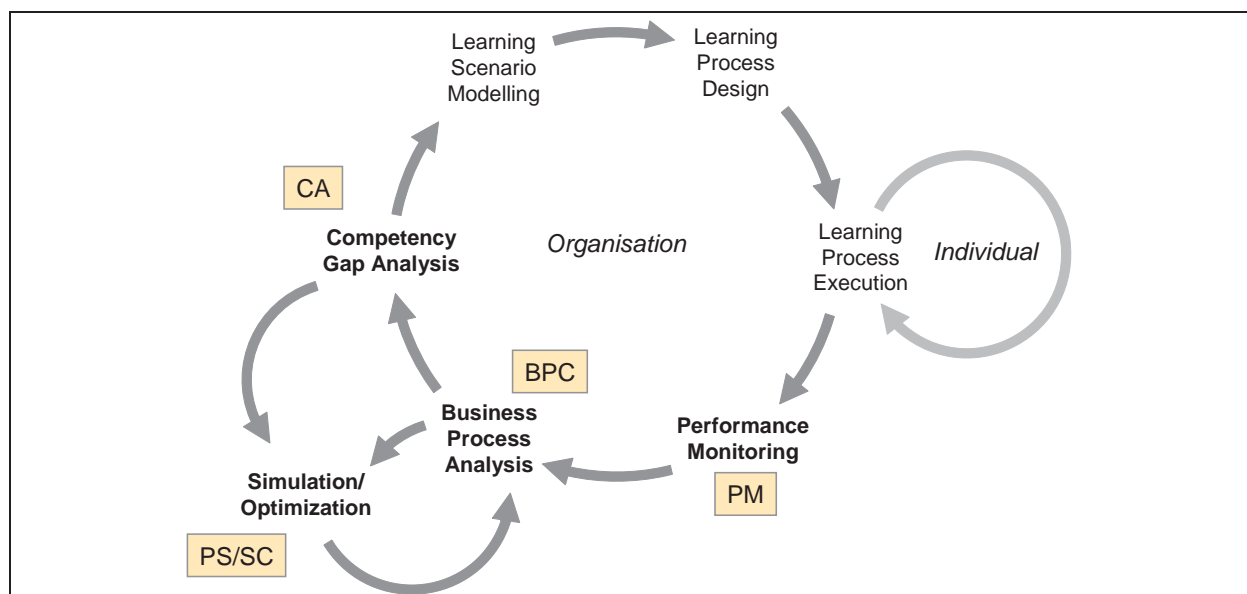 Learning
Scenario
Modelling
Learning
Process
Design
CA
Competency
Gap Analysis
Organisation
Learning
Process
Execution
Individual
BPC
Business
Process
Analysis
Performance
Monitoring
PM
Simulation/
Optimization
PS/SC